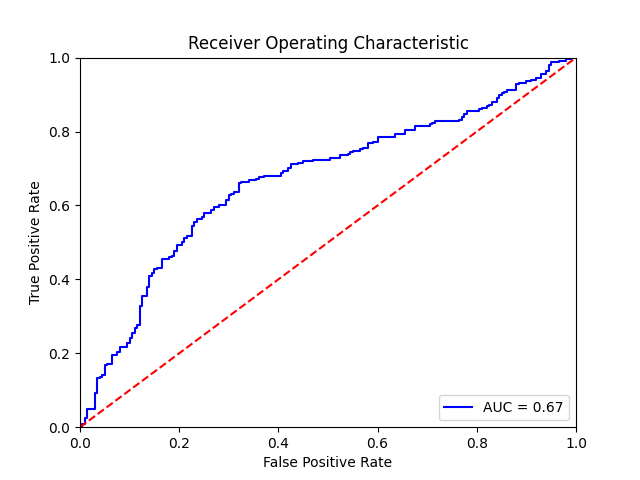 Receiver Operating Characteristic
True Positive Rate
1.0
0.8
0.6
0.4
0.2
0.0
AUC = 0.67
0.0 0.2 0.4 0.6 0.8 1.0
False Positive Rate